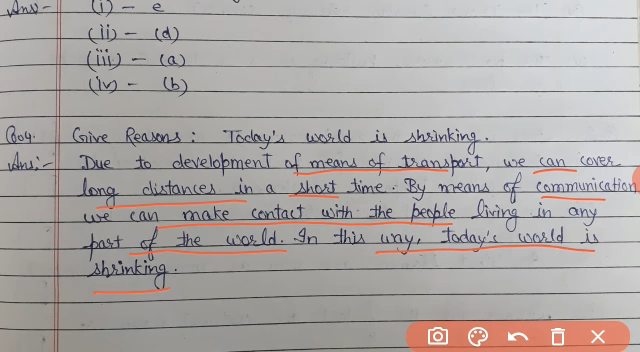 Ans- (i) - e
(ii) - (d)
(iii) - (a)
(iv) - (b)
Q04. Give Reasons: Today's world is shrinking.
Ans:- Due to development of means of transport, we can cover
long distances in a short time. By means of communication
we can make contact with the people living in any
part of the world. In this way, today's world is
shrinking.